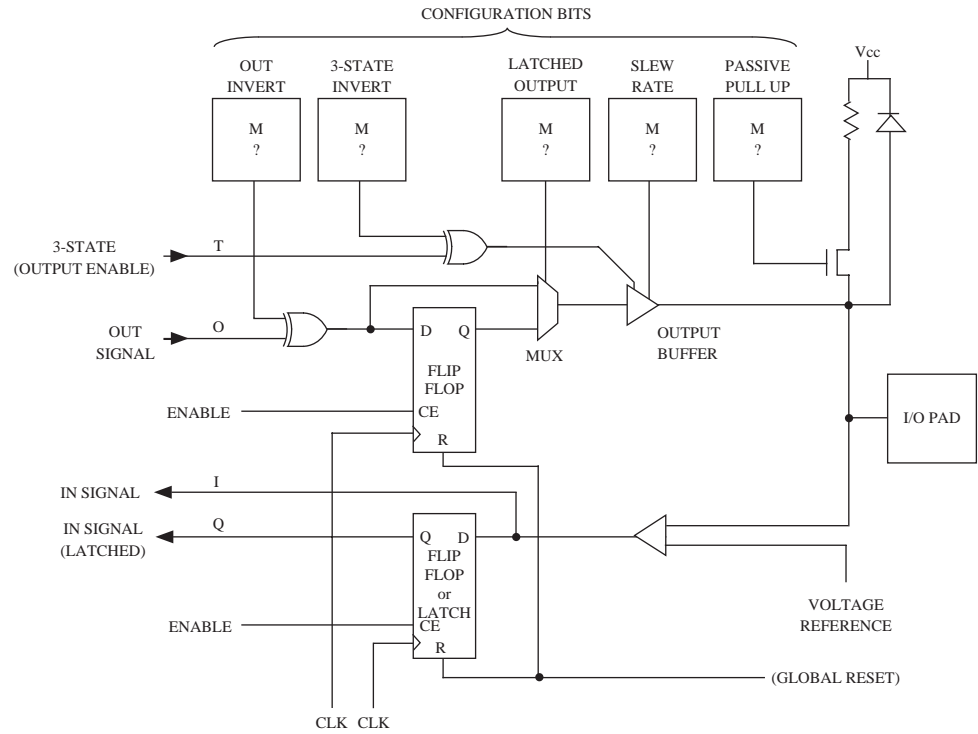 CONFIGURATION BITS
OUT
INVERT
3-STATE
INVERT
LATCHED
OUTPUT
SLEW
RATE
PASSIVE
PULL UP
Vcc
M
?
M
?
M
?
M
?
M
?
3-STATE
(OUTPUT ENABLE)
T
OUT
SIGNAL
O
D Q
FLIP
FLOP
CE
R
MUX
OUTPUT
BUFFER
ENABLE
I/O PAD
IN SIGNAL
I
IN SIGNAL
(LATCHED)
Q
Q D
FLIP
FLOP
or
LATCH
CE
R
ENABLE
VOLTAGE
REFERENCE
(GLOBAL RESET)
CLK CLK